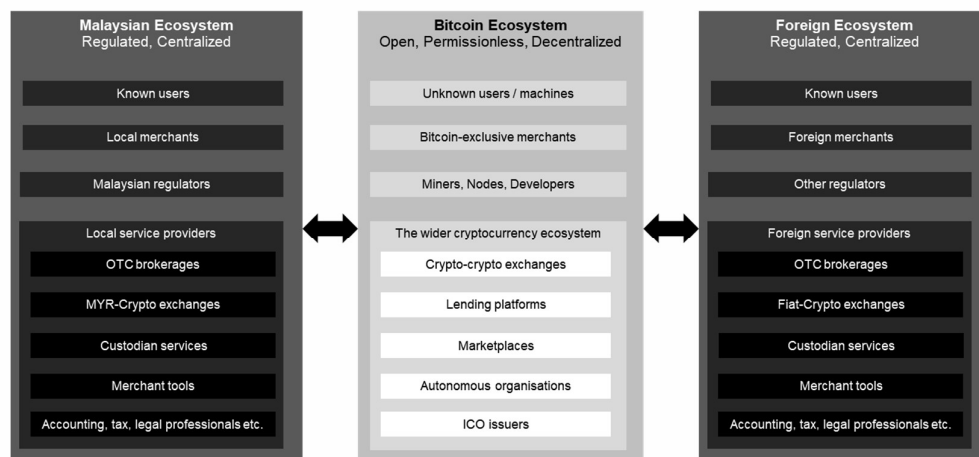 Malaysian Ecosystem
Regulated, Centralized
Known users
Local merchants
Malaysian regulators
Local service providers
OTC brokerages
MYR-Crypto exchanges
Custodian services
Merchant tools
Accounting, tax, legal professionals etc.
Bitcoin Ecosystem
Open, Permissionless, Decentralized
Unknown users / machines
Bitcoin-exclusive merchants
Miners, Nodes, Developers
The wider cryptocurrency ecosystem
Crypto-crypto exchanges
Lending platforms
Marketplaces
Autonomous organisations
ICO issuers
Foreign Ecosystem
Regulated, Centralized
Known users
Foreign merchants
Other regulators
Foreign service providers
OTC brokerages
Fiat-Crypto exchanges
Custodian services
Merchant tools
Accounting, tax, legal professionals etc.